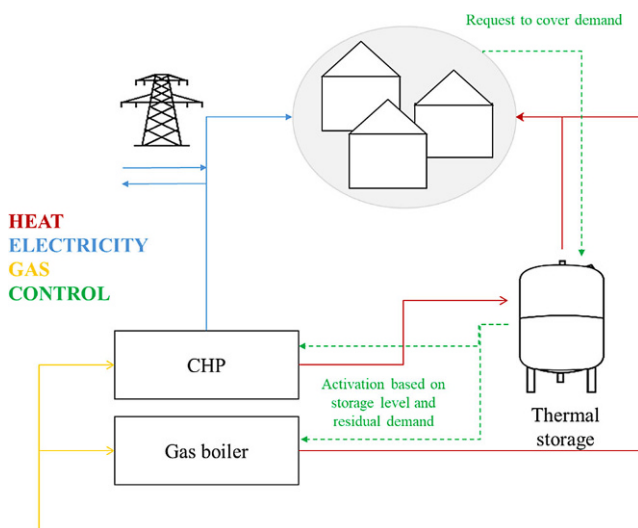 Request to cover demand
HEAT
ELECTRICITY
GAS
CONTROL
CHP
Activation based on
storage level and
residual demand
Thermal
storage
Gas boiler